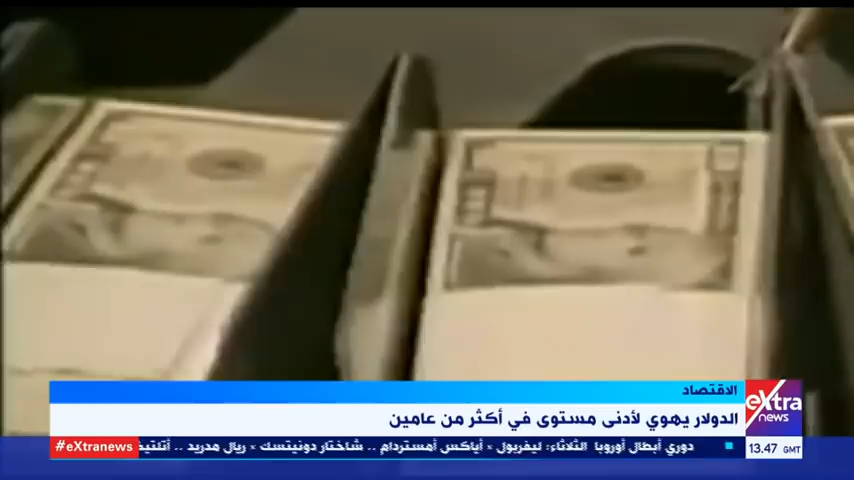 الاقتصاد
الدولار يهوي لأدنى مستوى في أكثر من عامين
eXtra
news
#eXtranews
دوري أبطال أوروبا الثلاثاء: ليفربول × أياكس أمستردام .. شاختار دونيتسك × ريال مدريد .. أتلتيك
13.47 GMT